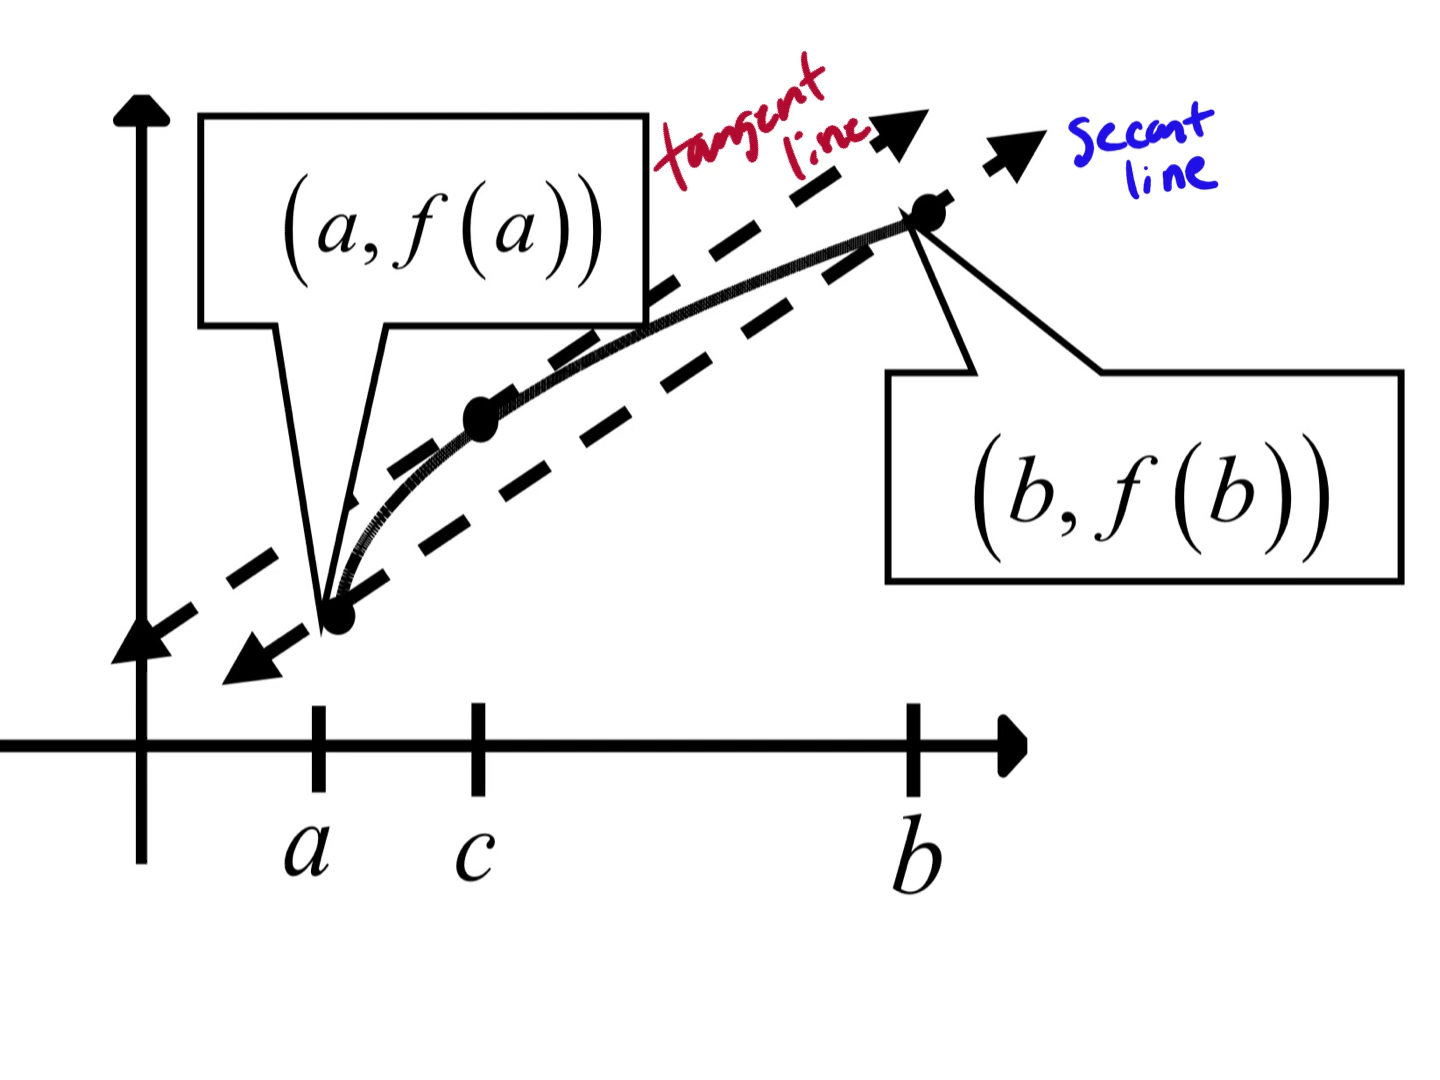 tangent
line
secant
line
(a, f(a))
(b, f(b))
a
c
b